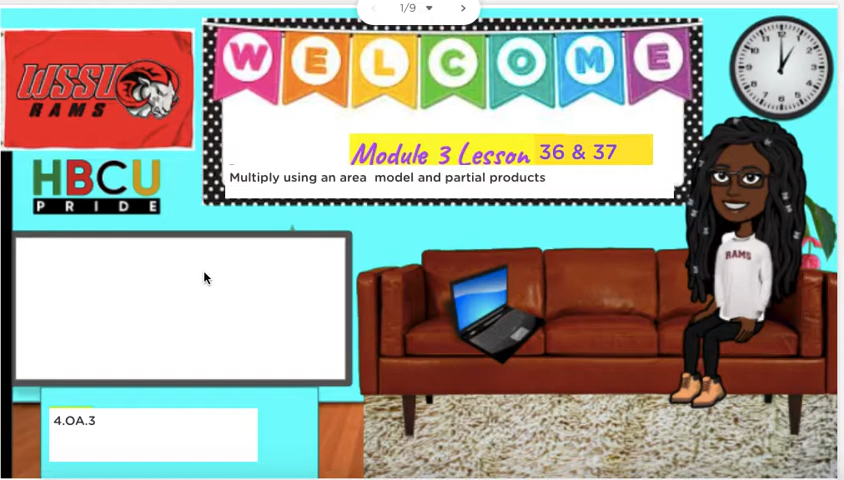 1/9
WELCOME
WSSU
RAMS
Module 3 Lesson 36 & 37
Multiply using an area model and partial products
HBCU
PRIDE
RAMS
4.OA.3